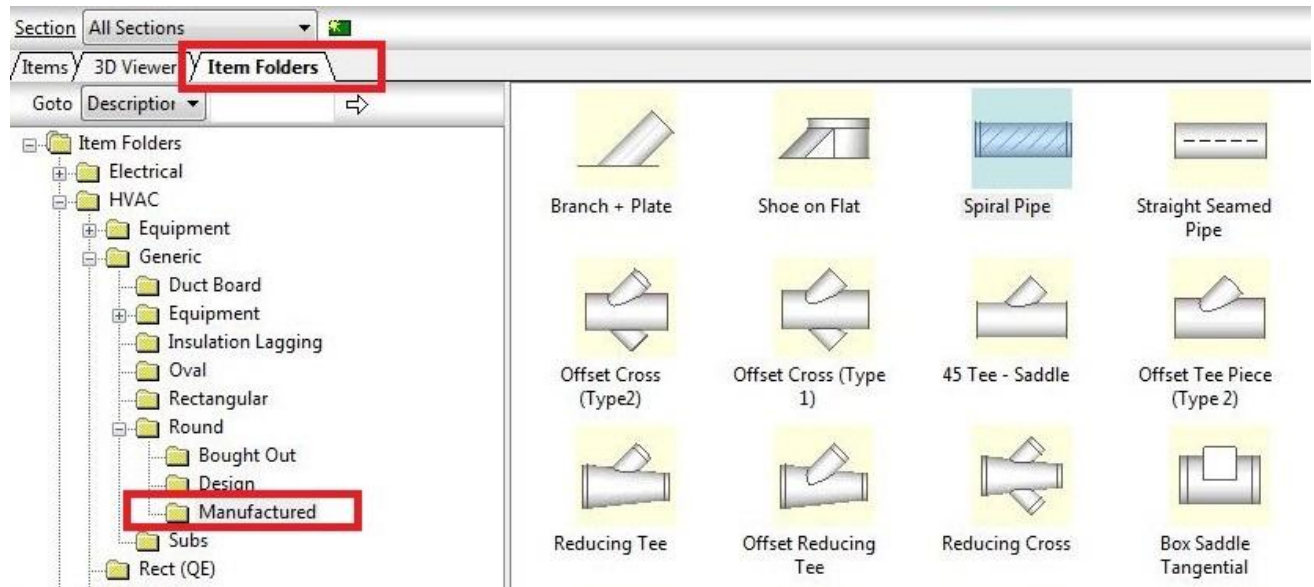 Section All Sections
Items 3D Viewer Item Folders
Goto Descriptior
Item Folders
Electrical
HVAC
Equipment
Generic
Duct Board
Equipment
Insulation Lagging
Oval
Rectangular
Round
Bought Out
Design
Manufactured
Subs
Rect (QE)
Branch + Plate
Shoe on Flat
Spiral Pipe
Straight Seamed
Pipe
Offset Cross
(Type2)
Offset Cross (Type
1)
45 Tee - Saddle
Offset Tee Piece
(Type 2)
Reducing Tee
Offset Reducing
Tee
Reducing Cross
Box Saddle
Tangential